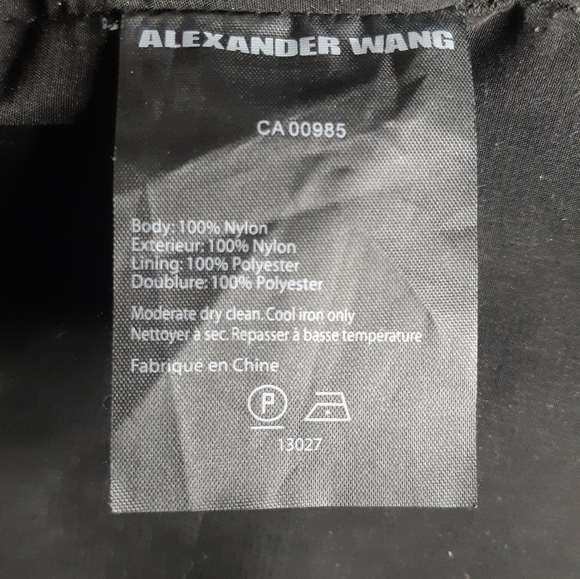 ALEXANDER WANG
CA 00985
Body: 100% Nylon
Exterieur: 100% Nylon
Lining: 100% Polyester
Doublure: 100% Polyester
Moderate dry clean. Cool iron only
Nettoyer a sec. Repasser à basse température
Fabriqué en Chine
P
13027